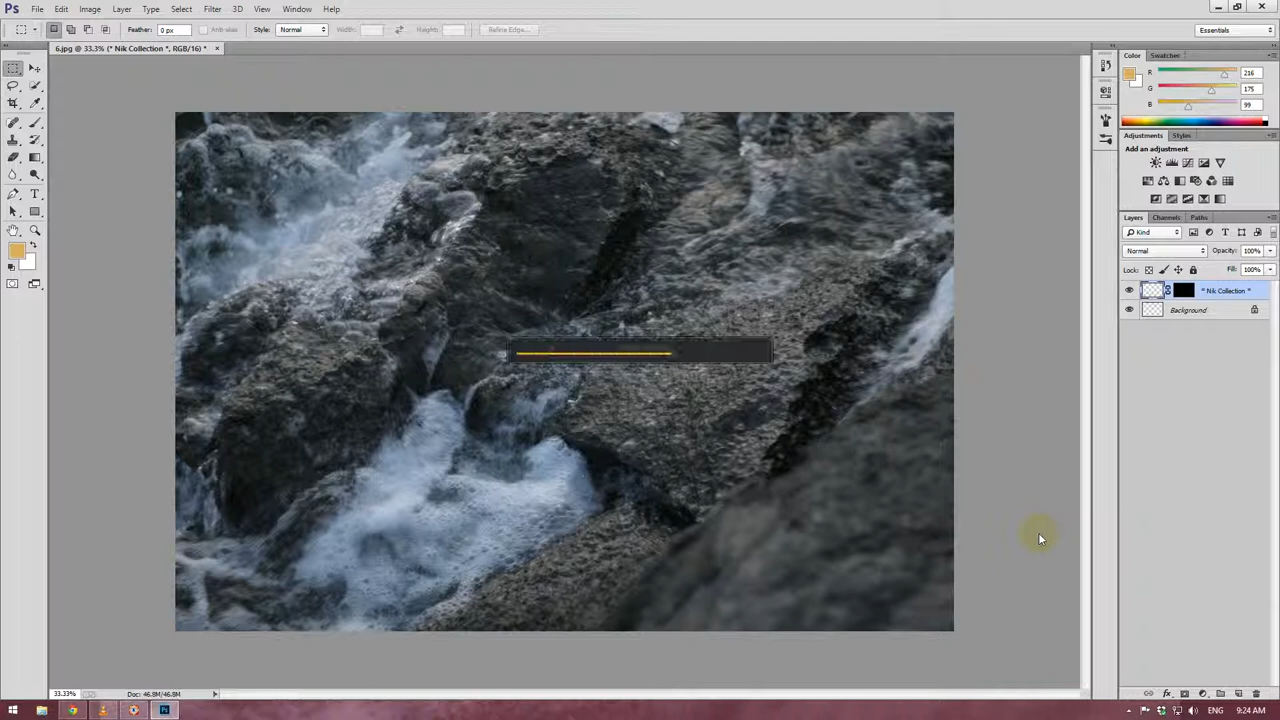 Ps File Edit Image Layer Type Select Filter 3D View Window Help
Feather: 0 px Anti-alias Style: Normal Width: Height: Refine Edge... Essentials
6.jpg @ 33.3% (* Nik Collection *, RGB/16) * ×
Color Swatches
R 216
G 175
B 99
Adjustments Styles
Add an adjustment
Layers Channels Paths
Kind
Normal Opacity: 100%
Lock: Fill: 100%
* Nik Collection *
Background
33.33% Doc: 46.8M/46.8M
Ps ENG 9:24 AM